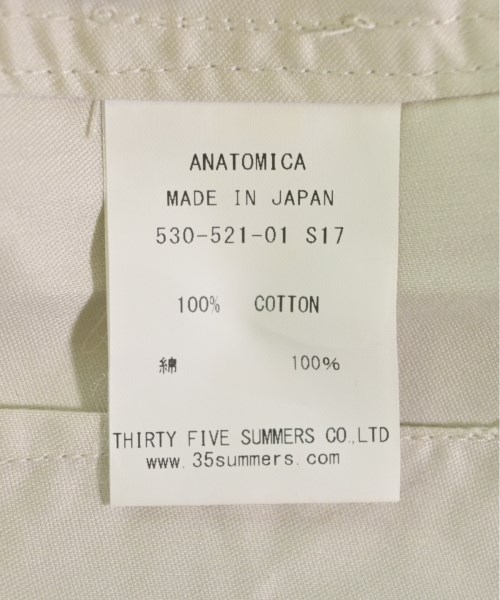 ANATOMICA
MADE IN JAPAN
530-521-01 S17
100% COTTON
綿 100%
THIRTY FIVE SUMMERS CO.,LTD
www.35summers.com